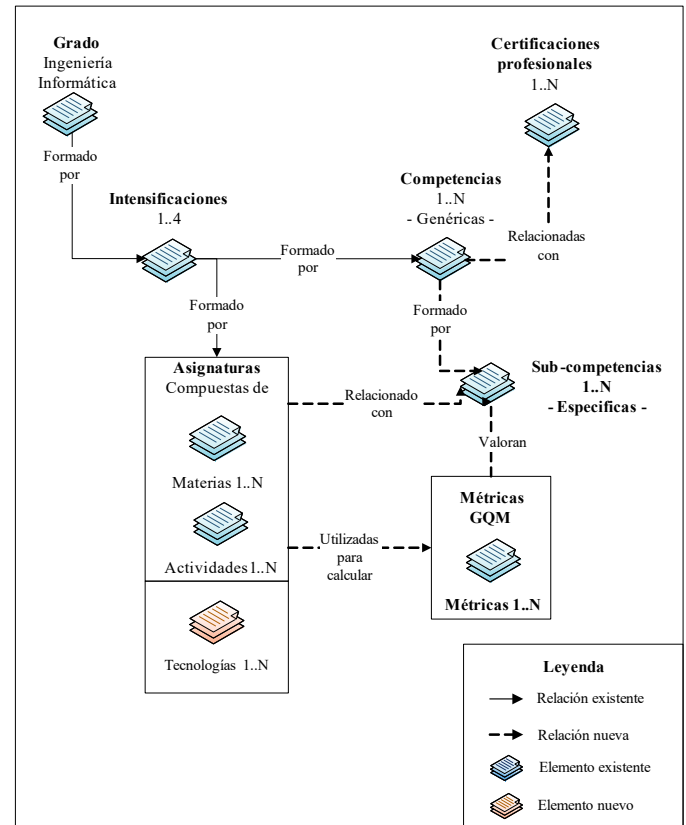 Grado
Ingeniería
Informática
Formado
por
Certificaciones
profesionales
1..N
Intensificaciones
1..4
Competencias
1..N
- Genéricas -
Formado
por
Relacionadas
con
Formado
por
Formado
por
Asignaturas
Compuestas de
Materias 1..N
Actividades 1..N
Tecnologías 1..N
Relacionado
con
Sub-competencias
1..N
- Especificas -
Valoran
Utilizadas
para
calcular
Métricas
GQM
Métricas 1..N
Leyenda
Relación existente
Relación nueva
Elemento existente
Elemento nuevo